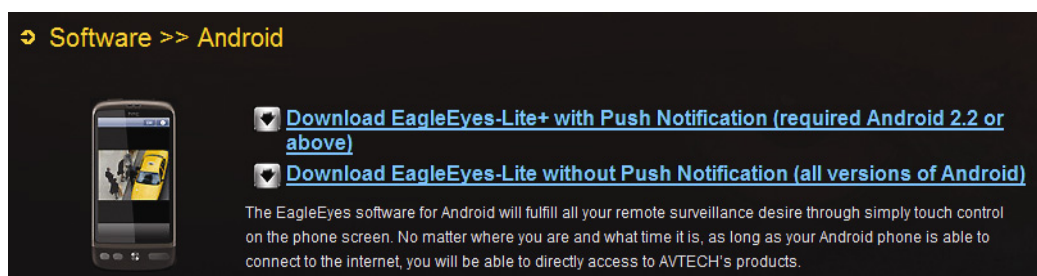 Software >> Android
Download EagleEyes-Lite+ with Push Notification (required Android 2.2 or
above)
Download EagleEyes-Lite without Push Notification (all versions of Android)
The EagleEyes software for Android will fulfill all your remote surveillance desire through simply touch control
on the phone screen. No matter where you are and what time it is, as long as your Android phone is able to
connect to the internet, you will be able to directly access to AVTECH's products.